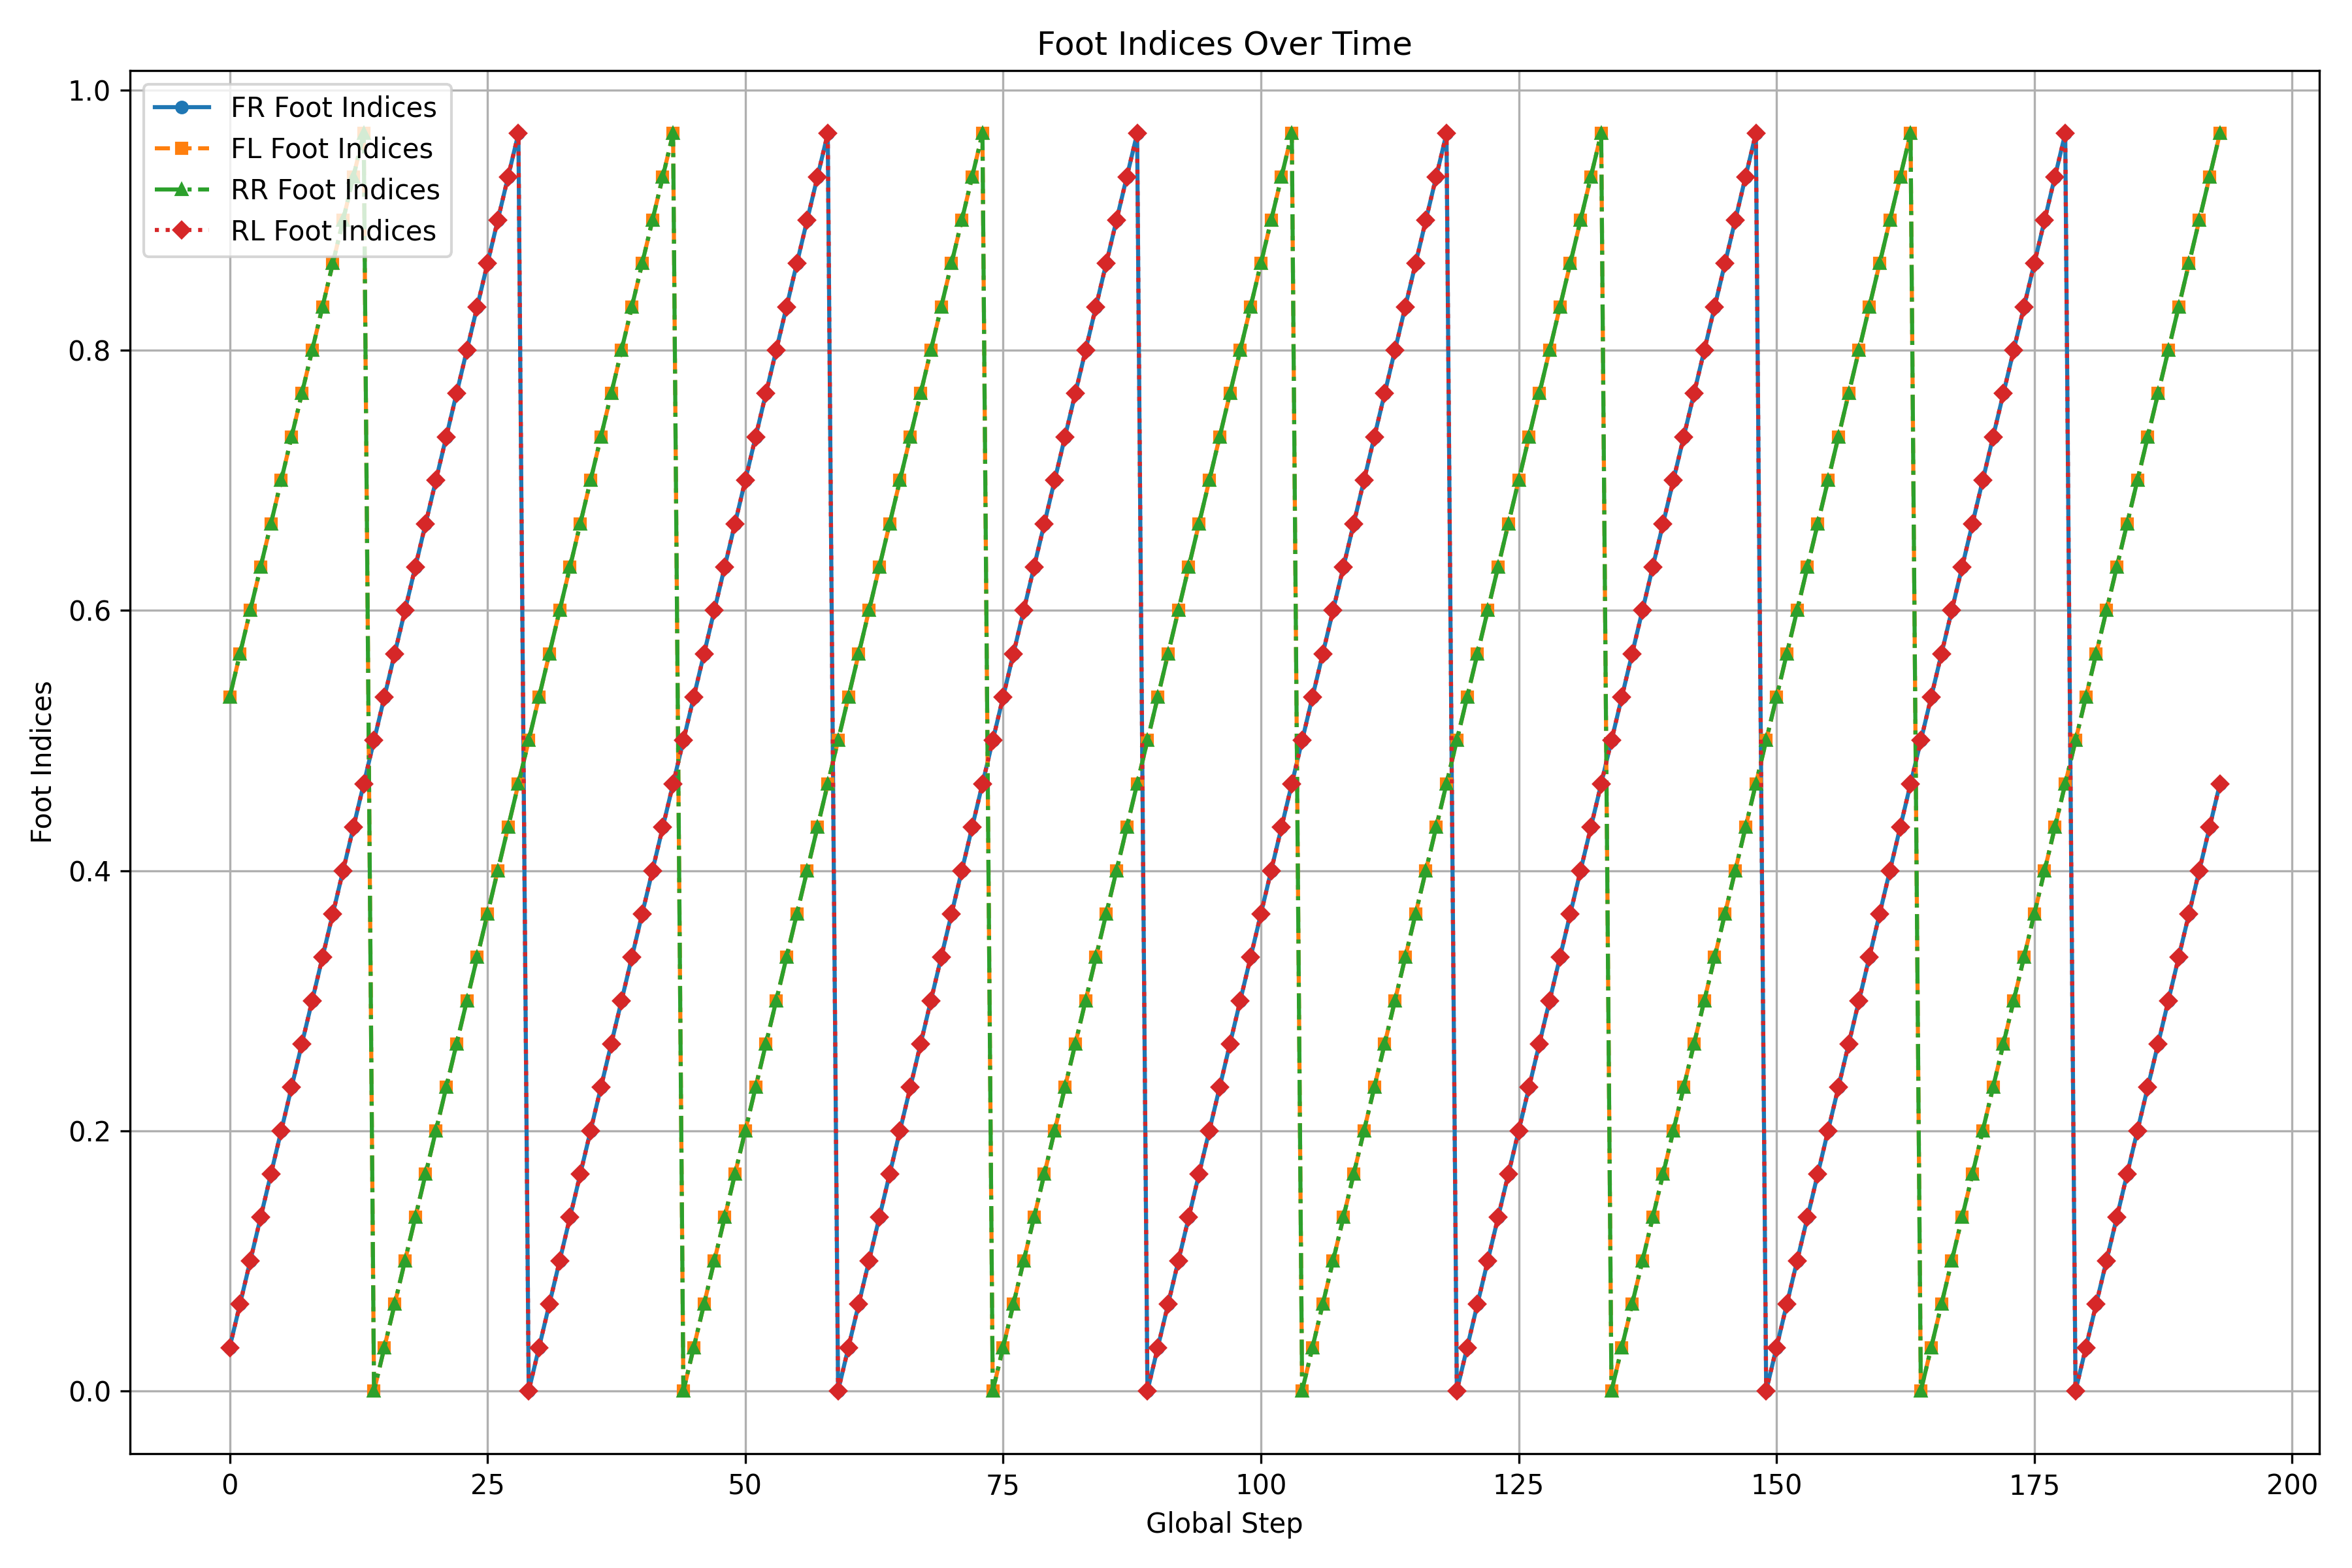 Foot Indices Over Time
FR Foot Indices
FL Foot Indices
RR Foot Indices
RL Foot Indices
1.0
0.8
0.6
0.4
0.2
0.0
Foot Indices
0 25 50 75 100 125 150 175 200
Global Step